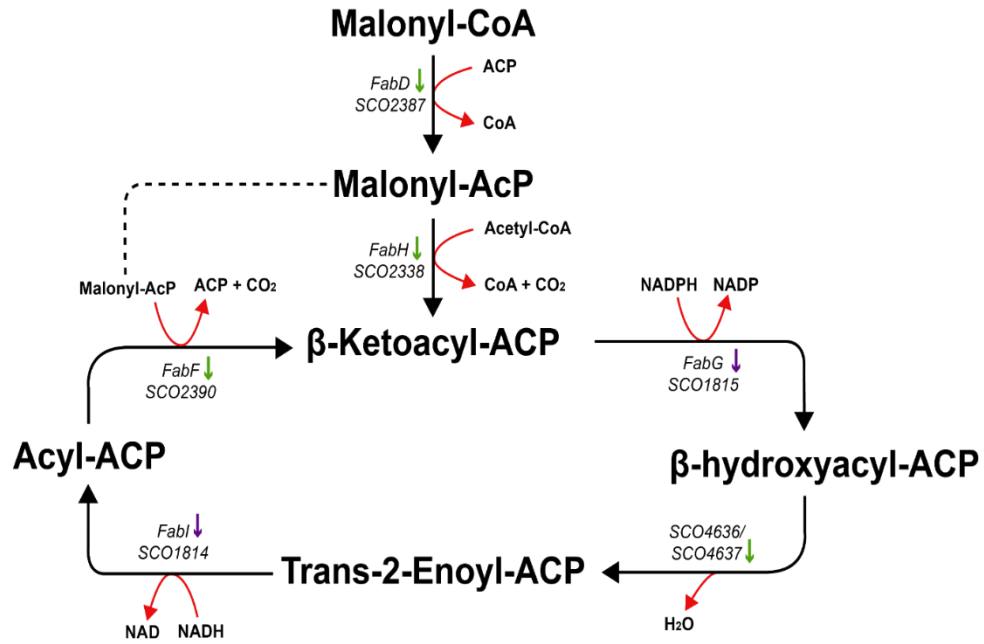 Malonyl-CoA
FabD
SCO2387
ACP
CoA
Malonyl-AcP
FabH
SCO2338
Acetyl-CoA
CoA + CO₂
Malonyl-AcP
ACP + CO₂
NADPH
NADP
β-Ketoacyl-ACP
FabF
SCO2390
FabG
SCO1815
Acyl-ACP
β-hydroxyacyl-ACP
FabI
SCO1814
SCO4636/
SCO4637
Trans-2-Enoyl-ACP
NAD
NADH
H₂O